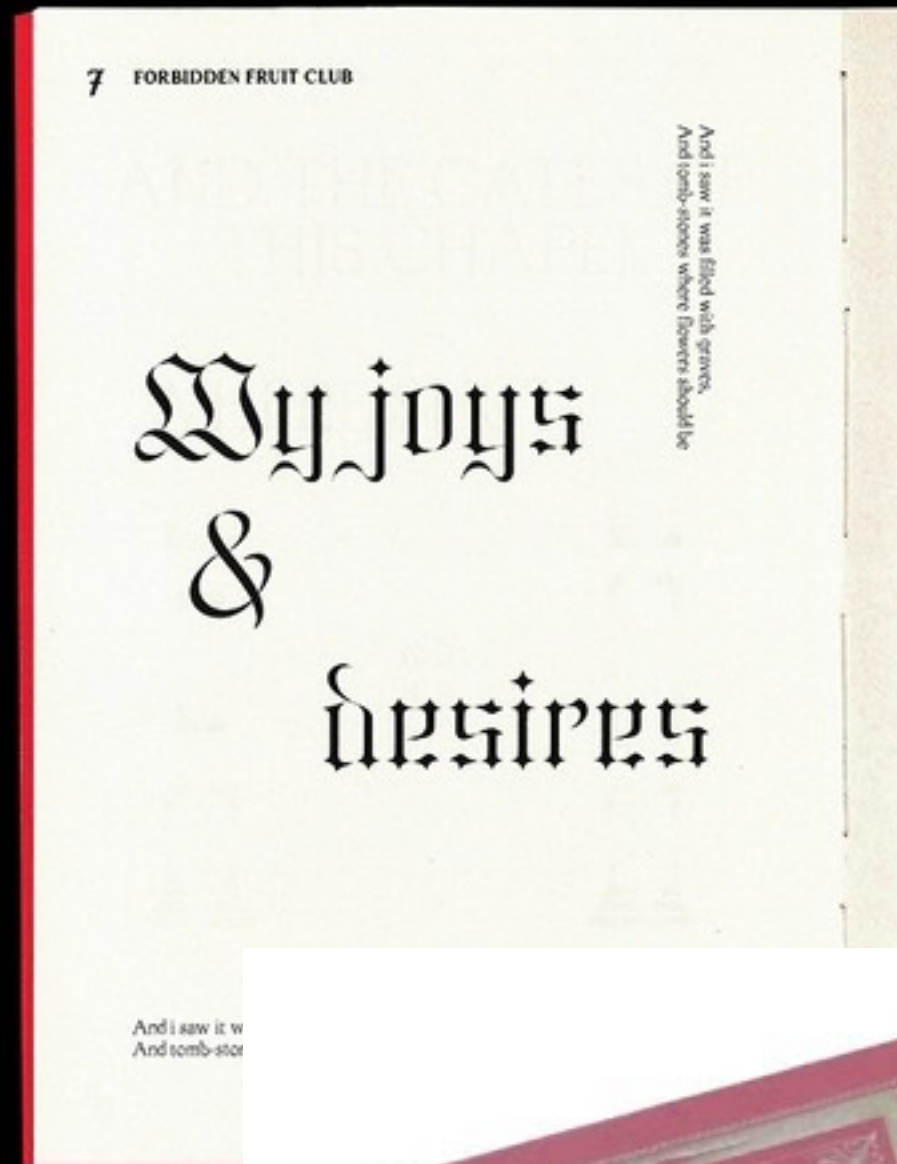 7 FORBIDDEN FRUIT CLUB
And i saw it was filled with graves,
And tomb-stones where flowers should be
My joys
&
desires
And i saw it w
And tomb-stor